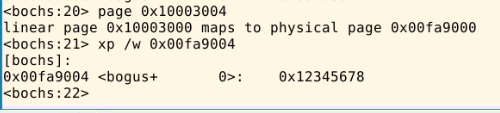 <bochs:20> page 0x10003004
linear page 0x10003000 maps to physical page 0x00fa9000
<bochs:21> xp /w 0x00fa9004
[bochs]:
0x00fa9004 <bogus+       0>:    0x12345678
<bochs:22>